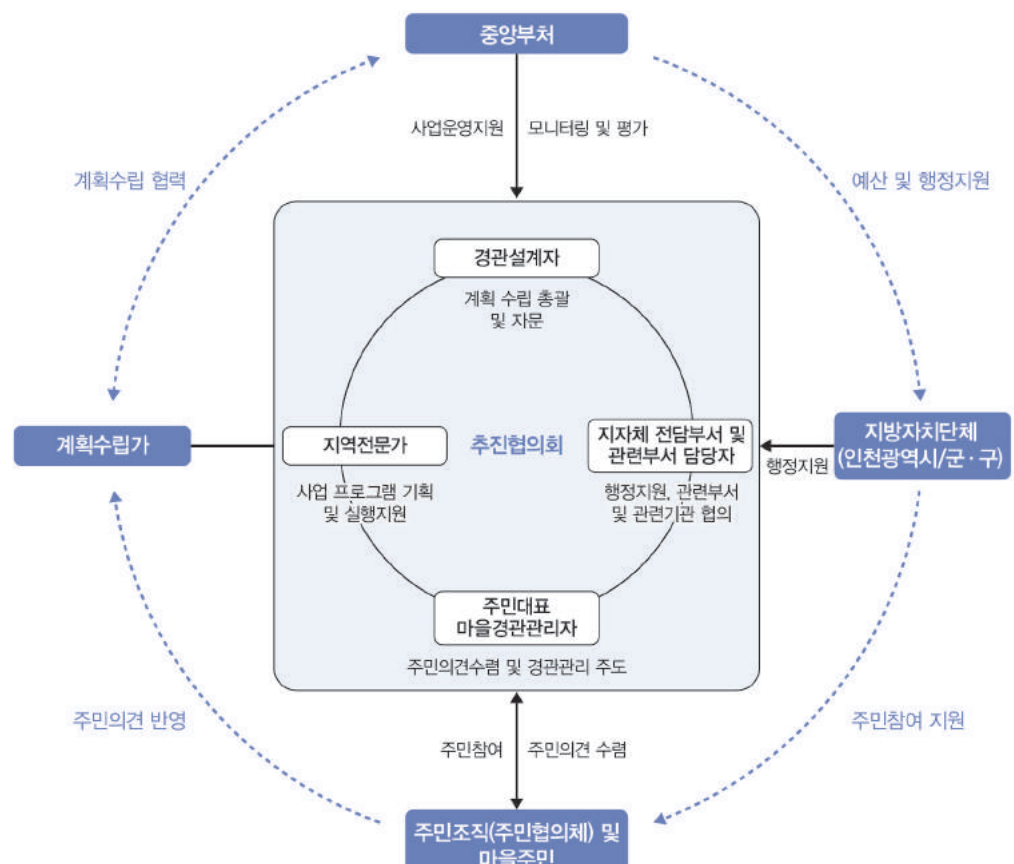 중앙부처
사업운영지원 모니터링 및 평가
계획수립 협력
예산 및 행정지원
경관설계자
계획 수립 총괄
및 자문
계획수립가
지역전문가
사업 프로그램 기획
및 실행지원
추진협의회
지자체 전담부서 및
관련부서 담당자
행정지원, 관련부서
및 관련기관 협의
행정지원
지방자치단체
(인천광역시/군·구)
주민대표
마을경관관리자
주민의견수렴 및 경관관리 주도
주민의견 반영
주민참여 지원
주민참여 주민의견 수렴
주민조직(주민협의체) 및
마을주민